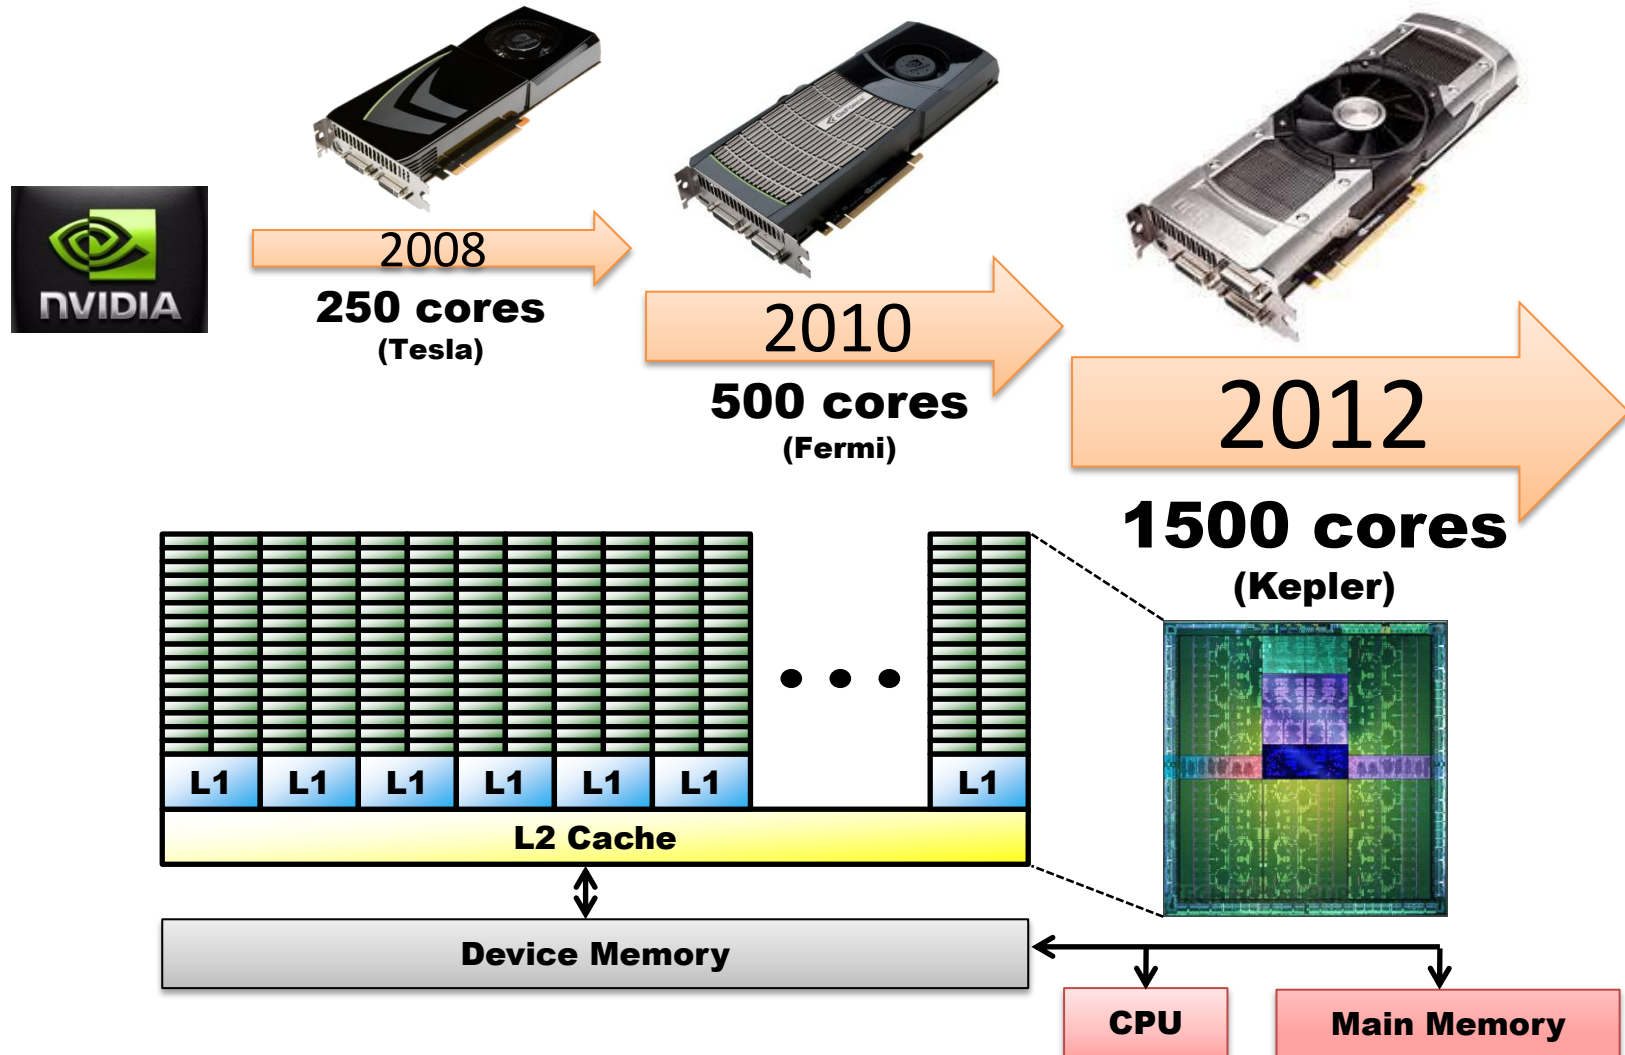 NVIDIA
2008
250 cores
(Tesla)
2010
500 cores
(Fermi)
2012
1500 cores
(Kepler)
L1 L1 L1 L1 L1 L1 L1
L2 Cache
Device Memory
CPU
Main Memory